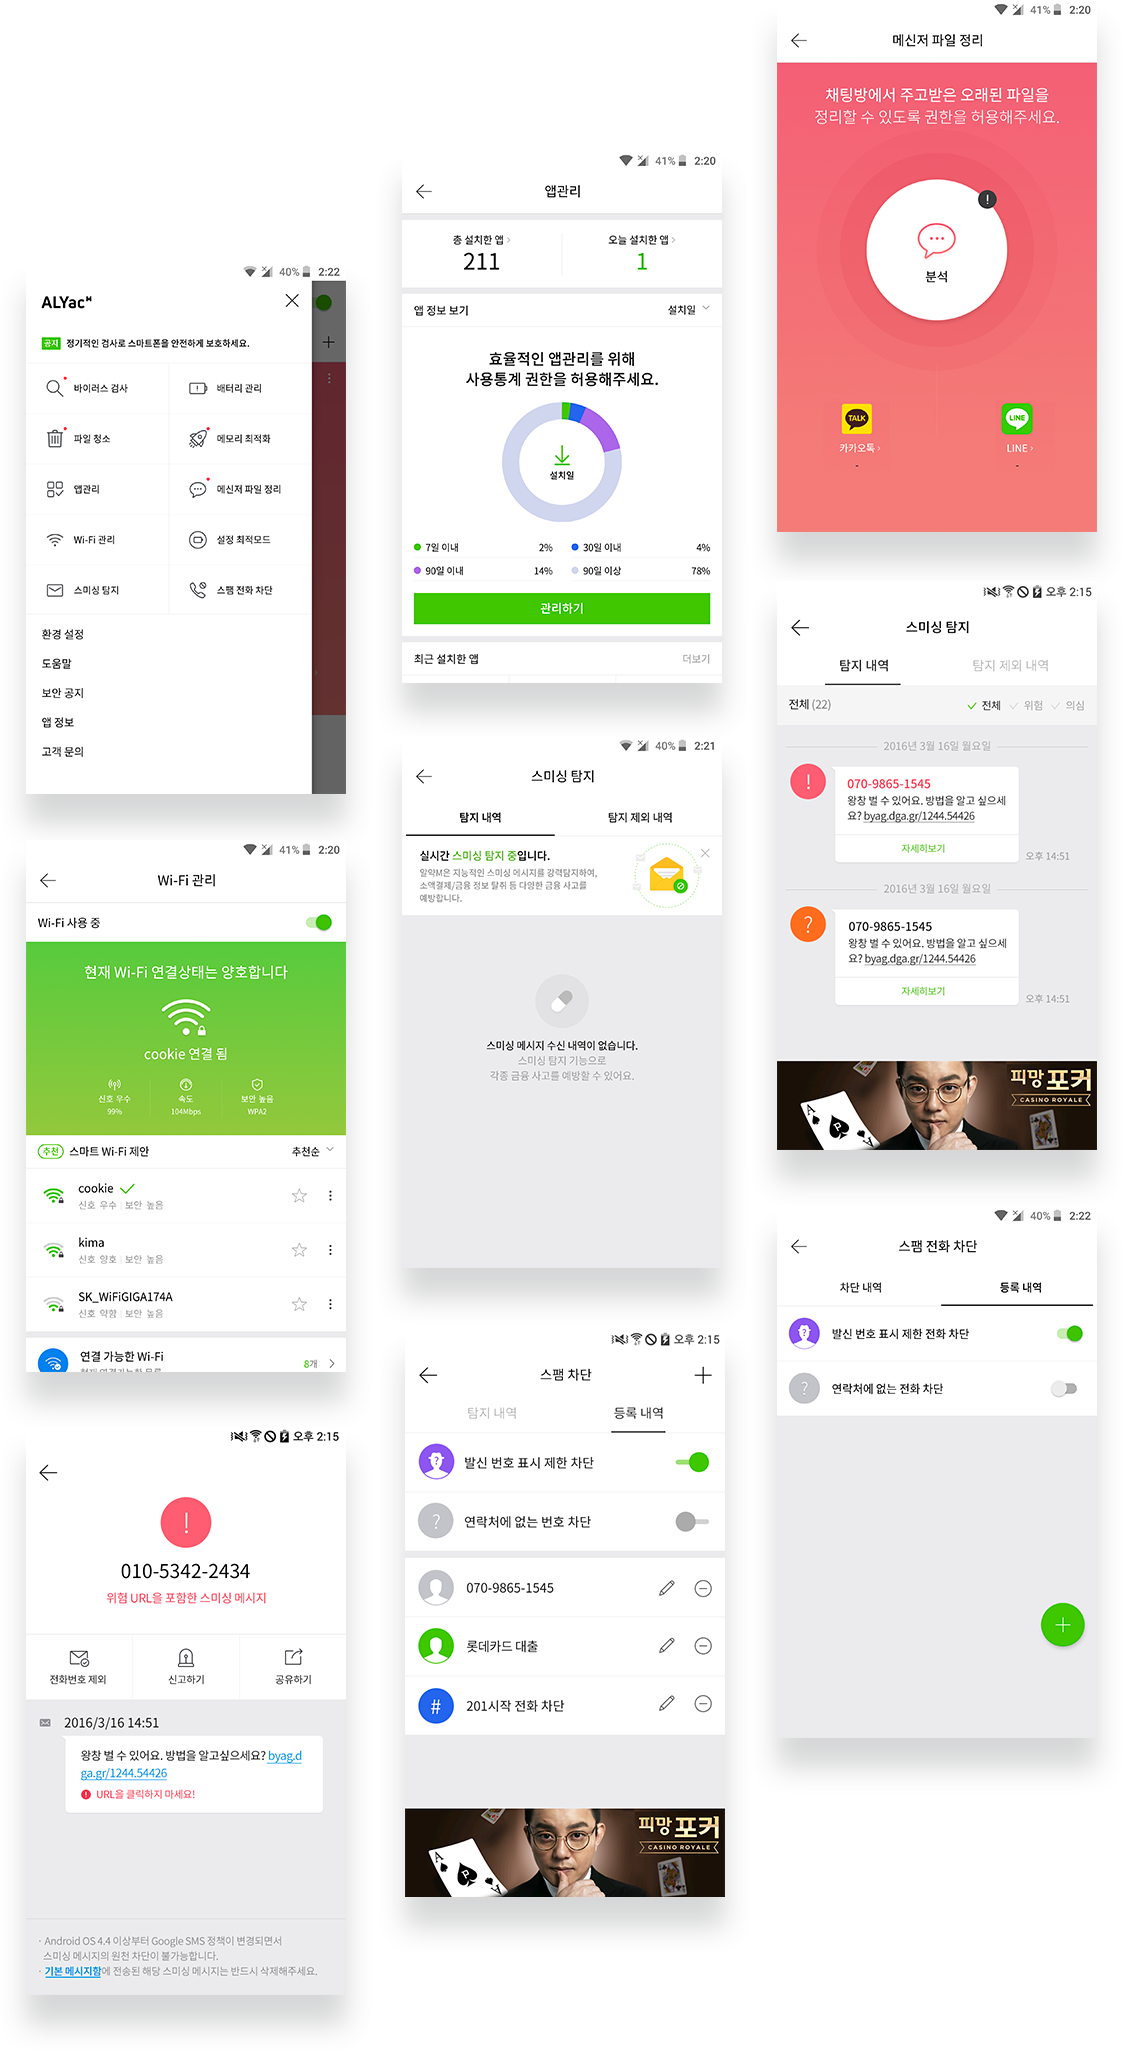 40% 2:22
ALYac M
공지 정기적인 검사로 스마트폰을 안전하게 보호하세요.
바이러스 검사
배터리 관리
파일 청소
메모리 최적화
앱관리
메신저 파일 정리
Wi-Fi 관리
설정 최적모드
스미싱 탐지
스팸 전화 차단
환경 설정
도움말
보안 공지
앱 정보
고객 문의
41% 2:20
Wi-Fi 관리
Wi-Fi 사용 중
현재 Wi-Fi 연결상태는 양호합니다
cookie 연결 됨
신호 우수
99%
속도
104Mbps
보안 높음
WPA2
추천 스마트 Wi-Fi 제안
추천순
cookie
신호 우수 | 보안 높음
kima
신호 양호 | 보안 높음
SK_WiFiGIGA174A
신호 약함 | 보안 높음
연결 가능한 Wi-Fi
8개
오후 2:15
!
010-5342-2434
위험 URL을 포함한 스미싱 메시지
전화번호 제외
신고하기
공유하기
2016/3/16 14:51
왕창 벌 수 있어요. 방법을 알고싶으세요? byag.d
ga.gr/1244.54426
! URL을 클릭하지 마세요!
· Android OS 4.4 이상부터 Google SMS 정책이 변경되면서
스미싱 메시지의 원천 차단이 불가능합니다.
· 기본 메시지함에 전송된 해당 스미싱 메시지는 반드시 삭제해주세요.
41% 2:20
앱관리
총 설치한 앱 >
211
오늘 설치한 앱 >
1
앱 정보 보기
설치일
효율적인 앱관리를 위해
사용통계 권한을 허용해주세요.
설치일
7일 이내 2%
30일 이내 4%
90일 이내 14%
90일 이상 78%
관리하기
최근 설치한 앱
더보기
40% 2:21
스미싱 탐지
탐지 내역
탐지 제외 내역
실시간 스미싱 탐지 중입니다.
알약M은 지능적인 스미싱 메시지를 강력탐지하여,
소액결제/금융 정보 탈취 등 다양한 금융 사고를
예방합니다.
스미싱 메시지 수신 내역이 없습니다.
스미싱 탐지 기능으로
각종 금융 사고를 예방할 수 있어요.
오후 2:15
스팸 차단
탐지 내역
등록 내역
? 발신 번호 표시 제한 차단
? 연락처에 없는 번호 차단
070-9865-1545
롯데카드 대출
# 201시작 전화 차단
A
P
A
피망 포커
CASINO ROYALE
41% 2:20
메신저 파일 정리
채팅방에서 주고받은 오래된 파일을
정리할 수 있도록 권한을 허용해주세요.
!
분석
TALK
카카오톡 >
-
LINE
LINE >
-
오후 2:15
스미싱 탐지
탐지 내역
탐지 제외 내역
전체 (22)
전체
위험
의심
2016년 3월 16일 월요일
!
070-9865-1545
왕창 벌 수 있어요. 방법을 알고 싶으세
요? byag.dga.gr/1244.54426
자세히보기
오후 14:51
2016년 3월 16일 월요일
?
070-9865-1545
왕창 벌 수 있어요. 방법을 알고 싶으세
요? byag.dga.gr/1244.54426
자세히보기
오후 14:51
A
P
A
피망 포커
CASINO ROYALE
40% 2:22
스팸 전화 차단
차단 내역
등록 내역
? 발신 번호 표시 제한 전화 차단
? 연락처에 없는 전화 차단